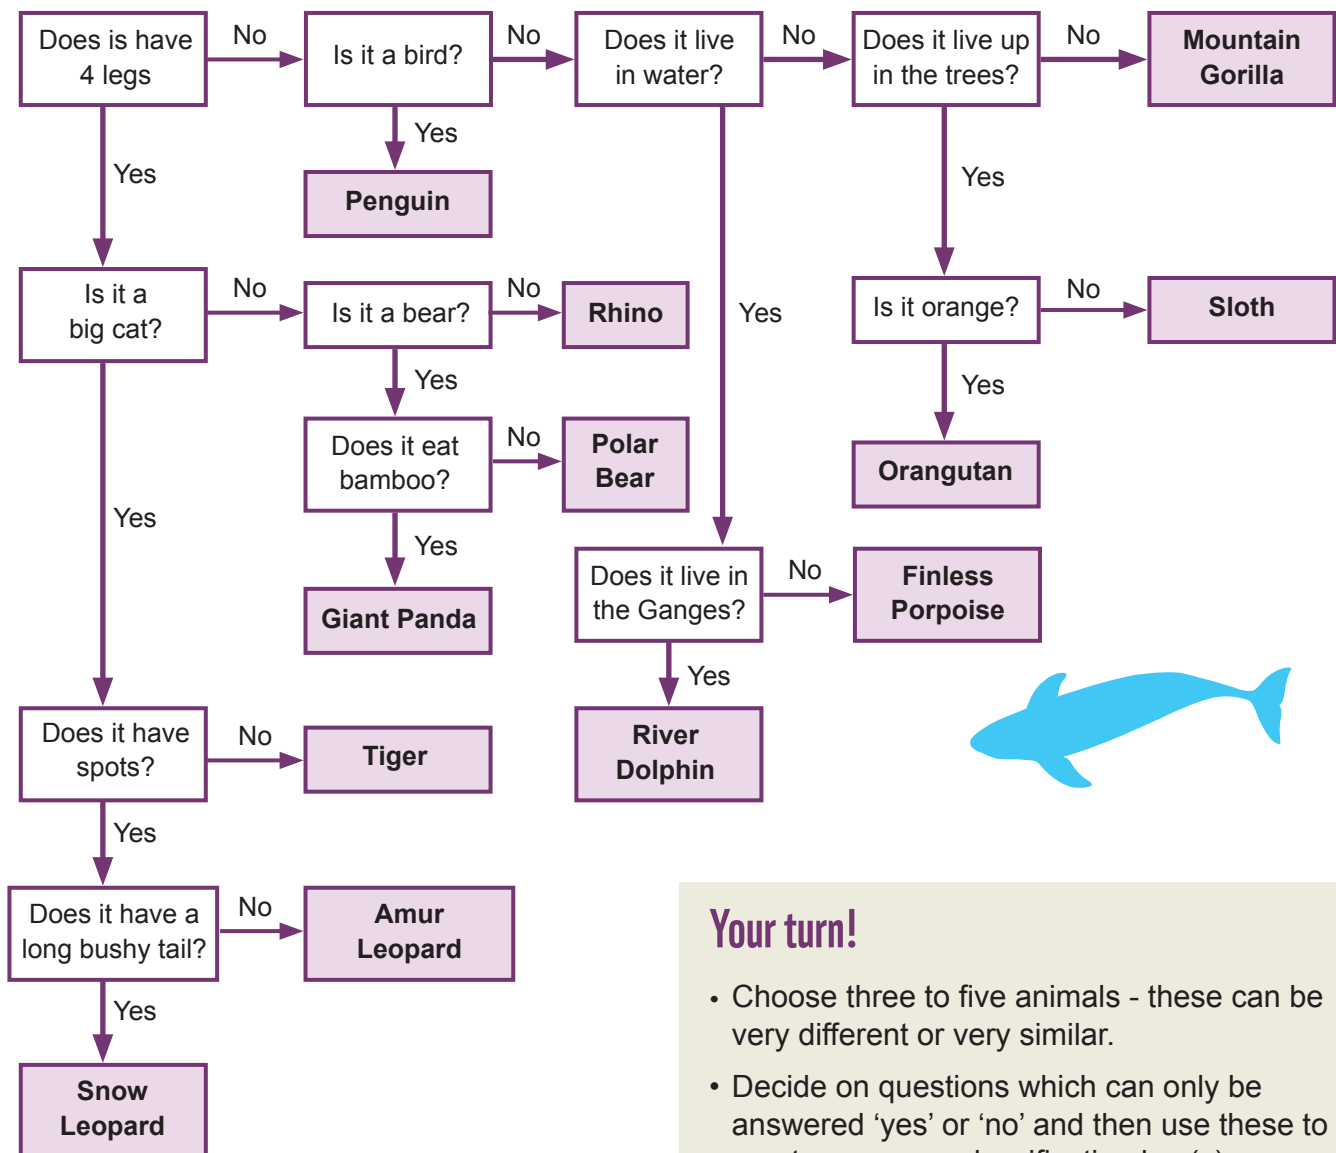 Does is have
4 legs
No
Is it a bird?
No
Does it live
in water?
No
Does it live up
in the trees?
No
Mountain
Gorilla
Yes
Yes
Penguin
Yes
Yes
Is it a
big cat?
No
Is it a bear?
No
Rhino
Is it orange?
No
Sloth
Yes
Does it eat
bamboo?
No
Polar
Bear
Yes
Orangutan
Yes
Yes
Giant Panda
Does it live in
the Ganges?
No
Finless
Porpoise
Yes
River
Dolphin
Does it have
spots?
No
Tiger
Yes
Does it have a
long bushy tail?
No
Amur
Leopard
Yes
Snow
Leopard
Your turn!
• Choose three to five animals - these can be
very different or very similar.
• Decide on questions which can only be
answered ‘yes’ or ‘no’ and then use these to